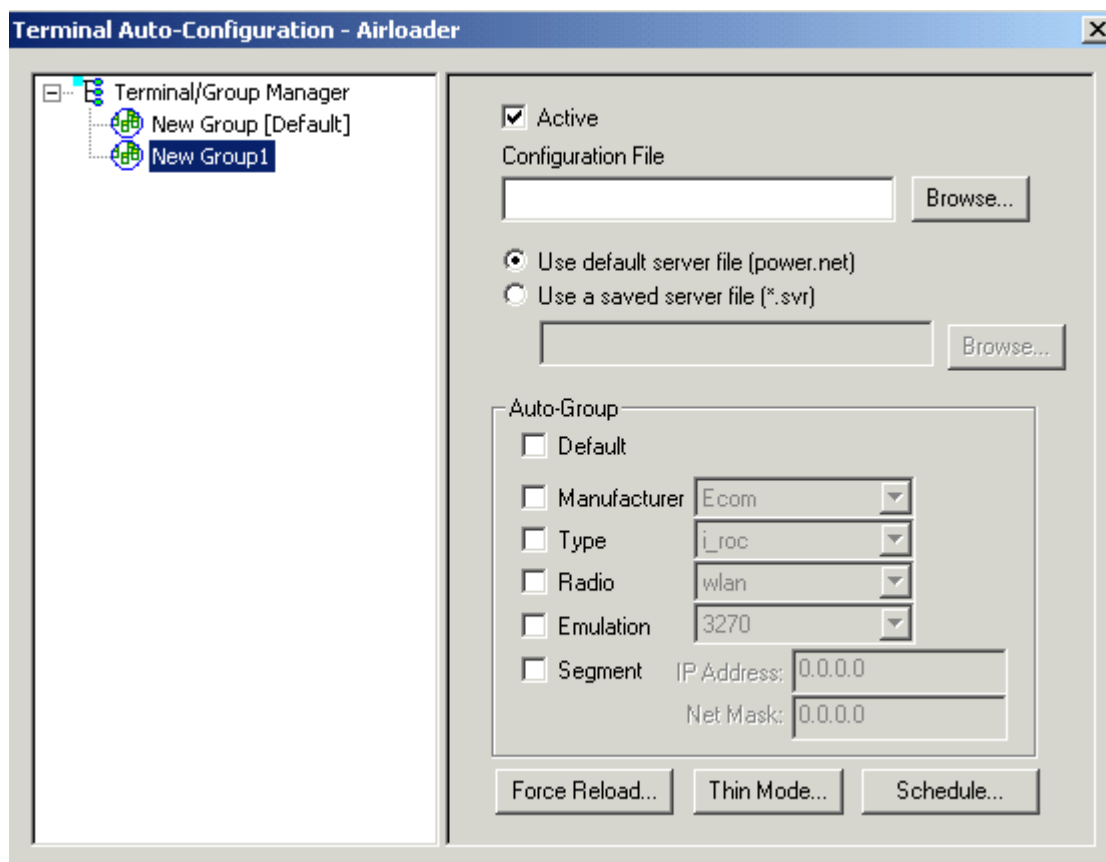 Terminal Auto-Configuration - Airloader
Terminal/Group Manager
New Group [Default]
New Group1
Active
Configuration File
Browse...
Use default server file (power.net)
Use a saved server file (*.svr)
Browse...
Auto-Group
Default
Manufacturer Ecom
Type i_roc
Radio wlan
Emulation 3270
Segment IP Address: 0.0.0.0
Net Mask: 0.0.0.0
Force Reload... Thin Mode... Schedule...